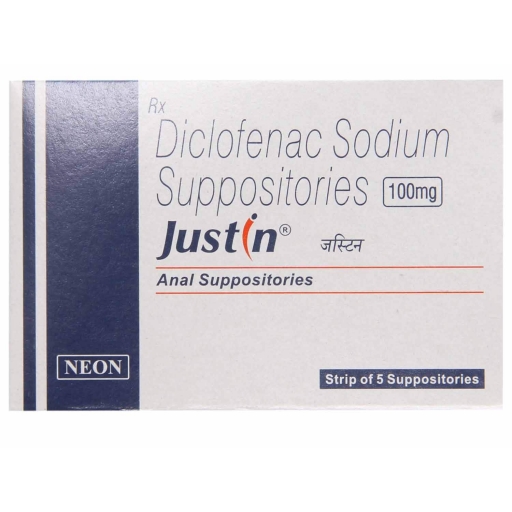 Rx
Diclofenac Sodium
Suppositories 100mg
Justin® जस्टिन
Anal Suppositories
NEON
Strip of 5 Suppositories